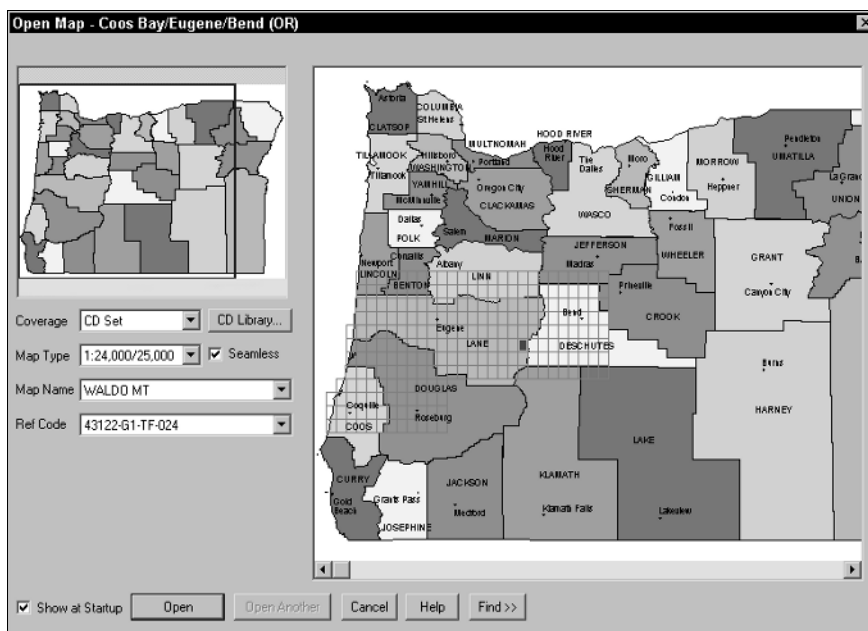 Open Map - Coos Bay/Eugene/Bend (OR)
Coverage CD Set CD Library...
Map Type 1:24,000/25,000 Seamless
Map Name WALDO MT
Ref Code 43122-G1-TF-024
Astoria
COLUMBIA
St Helens
CLATSOP
HOOD RIVER
MULTNOMAH
TILLAMOOK
Hillsboro
Portland
Hood River
The Dalles
Moro
MORROW
Pendleton
UMATILLA
WASHINGTON
Tillamook
GILLIAM
La Grand
YAMHILL
Oregon City
SHERMAN
Condon
Heppner
UNION
McMinnville
CLACKAMAS
Dallas
WASCO
POLK
Salem
MARION
Fossil
JEFFERSON
WHEELER
GRANT
Newport
Corvallis
Albany
Madras
LINCOLN
BENTON
LINN
Prineville
Canyon City
Eugene
Bend
CROOK
LANE
DESCHUTES
Burns
DOUGLAS
Coquille
Roseburg
HARNEY
COOS
LAKE
CURRY
JACKSON
KLAMATH
Gold Beach
Grants Pass
Medford
Klamath Falls
Lakeview
JOSEPHINE
Show at Startup Open Open Another Cancel Help Find >>